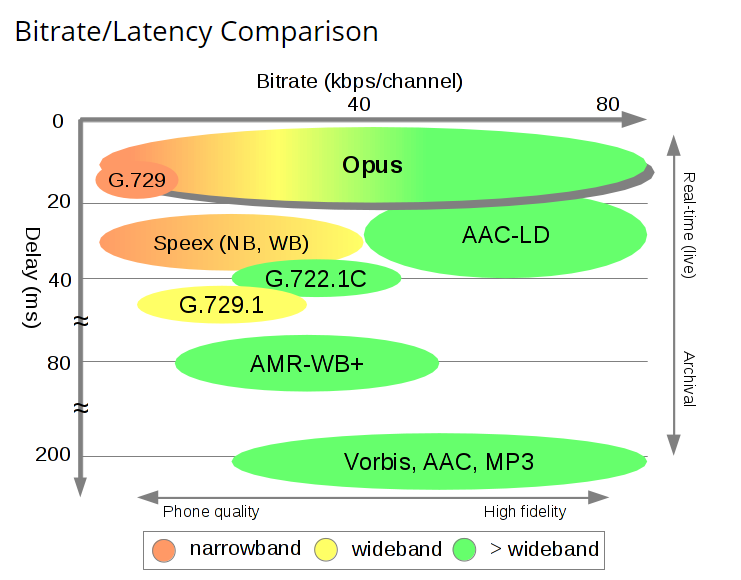 Bitrate/Latency Comparison
Bitrate (kbps/channel)
40
80
0
Opus
G.729
20
Speex (NB, WB)
AAC-LD
Delay (ms)
40
G.722.1C
G.729.1
≈
80
AMR-WB+
≈
200
Vorbis, AAC, MP3
Real-time (live)
Archival
Phone quality
High fidelity
narrowband
wideband
> wideband